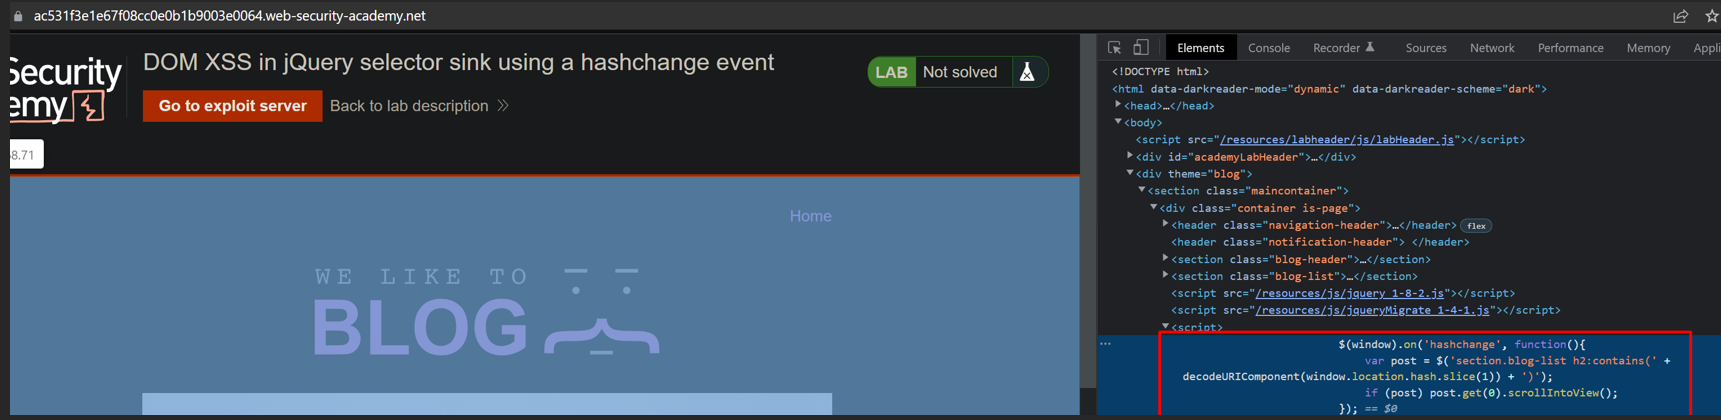 ac531f3e1e67f08cc0e0b1b9003e0064.web-security-academy.net
Security
emy
DOM XSS in jQuery selector sink using a hashchange event
LAB Not solved
Go to exploit server
Back to lab description
8.71
Home
WE LIKE TO
BLOG
Elements Console Recorder Sources Network Performance Memory Appli
<!DOCTYPE html>
<html data-darkreader-mode="dynamic" data-darkreader-scheme="dark">
<head>…</head>
<body>
<script src="/resources/labheader/js/labHeader.js"></script>
<div id="academyLabHeader">…</div>
<div theme="blog">
<section class="maincontainer">
<div class="container is-page">
<header class="navigation-header">…</header> flex
<header class="notification-header"> </header>
<section class="blog-header">…</section>
<section class="blog-list">…</section>
<script src="/resources/js/jquery_1-8-2.js"></script>
<script src="/resources/js/jqueryMigrate_1-4-1.js"></script>
<script>
$(window).on('hashchange', function(){
var post = $('section.blog-list h2:contains(' +
decodeURIComponent(window.location.hash.slice(1)) + ')');
if (post) post.get(0).scrollIntoView();
}); == $0